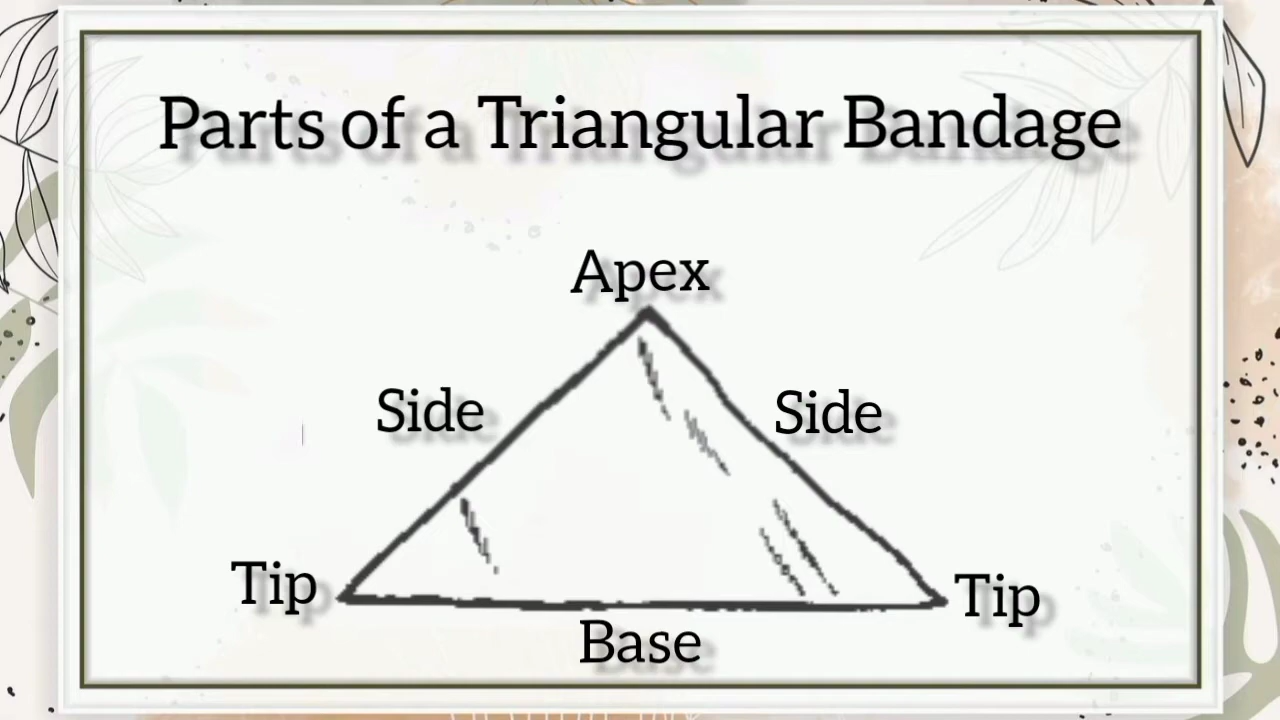 Parts of a Triangular Bandage
Apex
Side
Side
Tip
Tip
Base